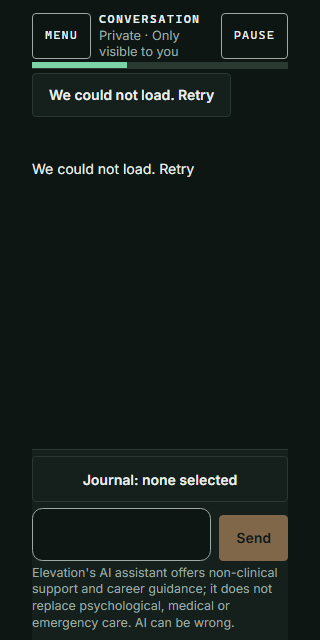 MENU
CONVERSATION
Private · Only
visible to you
PAUSE
We could not load. Retry
We could not load. Retry
Journal: none selected
Send
Elevation's AI assistant offers non-clinical
support and career guidance; it does not
replace psychological, medical or
emergency care. AI can be wrong.